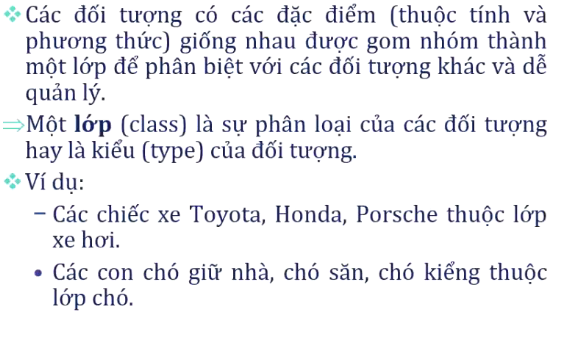 ❖Các đối tượng có các đặc điểm (thuộc tính và
phương thức) giống nhau được gom nhóm thành
một lớp để phân biệt với các đối tượng khác và dễ
quản lý.
⇒Một lớp (class) là sự phân loại của các đối tượng
hay là kiểu (type) của đối tượng.
❖Ví dụ:
– Các chiếc xe Toyota, Honda, Porsche thuộc lớp
xe hơi.
• Các con chó giữ nhà, chó săn, chó kiểng thuộc
lớp chó.